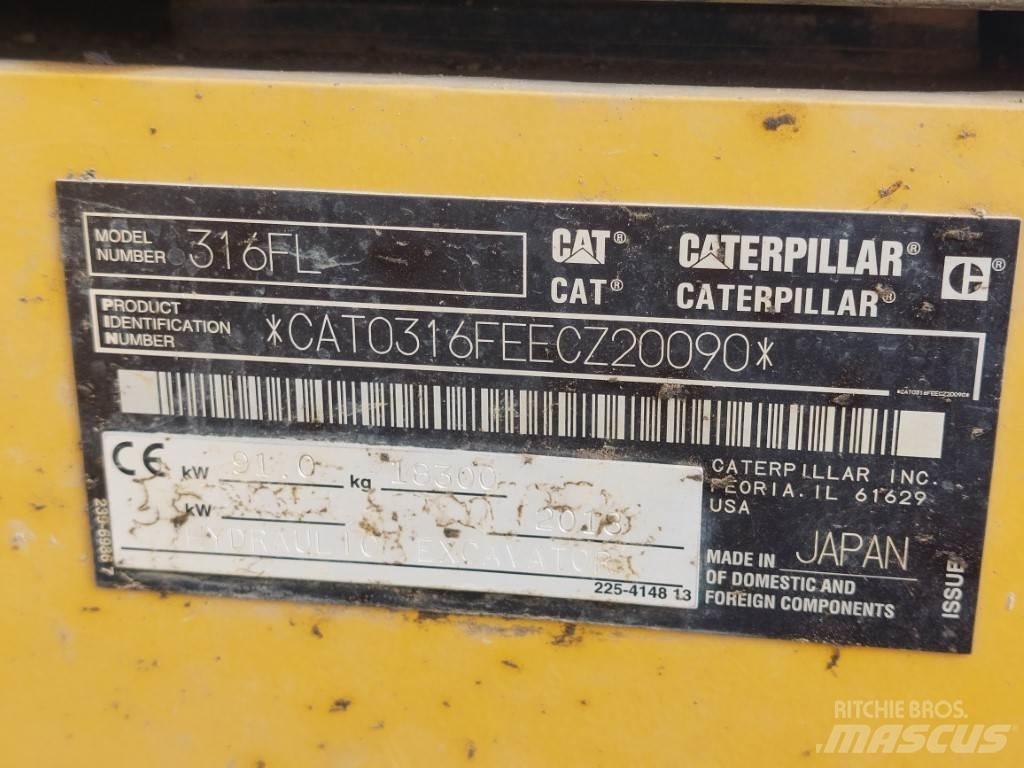 MODEL NUMBER 316FL
CAT® CATERPILLAR®
CAT® CATERPILLAR®
PRODUCT IDENTIFICATION NUMBER *CAT0316FEECZ20090*
*CAT0316FEECZ20090*
CE kW 91.0 kg 18300
kW 2018
HYDRAULIC EXCAVATOR
225-4148 13
CATERPILLAR INC.
PEORIA. IL 61629
USA
MADE IN JAPAN
OF DOMESTIC AND
FOREIGN COMPONENTS
ISSUE
RITCHIE BROS.
MASCUS